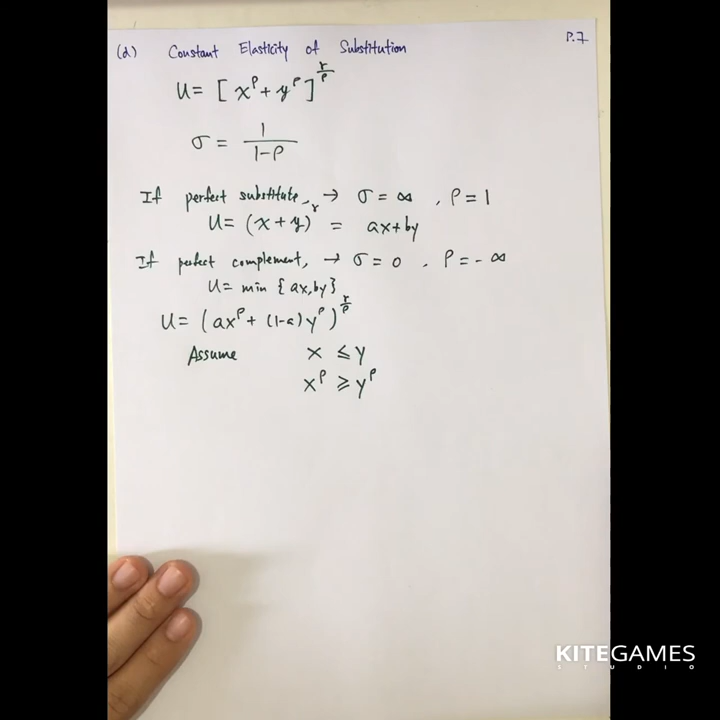 P.7
(d) Constant Elasticity of Substitution
U = [x^ρ + y^ρ]^(γ/ρ)
σ = 1/(1-ρ)
If perfect substitute, → σ = ∞ , ρ = 1
U = (x + y)^γ = ax+by
If perfect complement, → σ = 0 , ρ = -∞
U = min {ax, by}
U = (ax^ρ + (1-a)y^ρ)^(γ/ρ)
Assume x ≤ y
x^ρ ≥ y^ρ
KITEGAMES
STUDIO